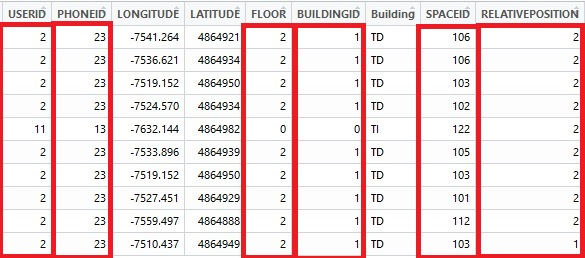 USERID PHONEID LONGITUDE LATITUDE FLOOR BUILDINGID Building SPACEID RELATIVEPOSITION
2 23 -7541.264 4864921 2 1 TD 106 2
2 23 -7536.621 4864934 2 1 TD 106 2
2 23 -7519.152 4864950 2 1 TD 103 2
2 23 -7524.570 4864934 2 1 TD 102 2
11 13 -7632.144 4864982 0 0 TI 122 2
2 23 -7533.896 4864939 2 1 TD 105 2
2 23 -7519.152 4864950 2 1 TD 103 2
2 23 -7527.451 4864929 2 1 TD 101 2
2 23 -7559.497 4864888 2 1 TD 112 2
2 23 -7510.437 4864949 2 1 TD 103 1